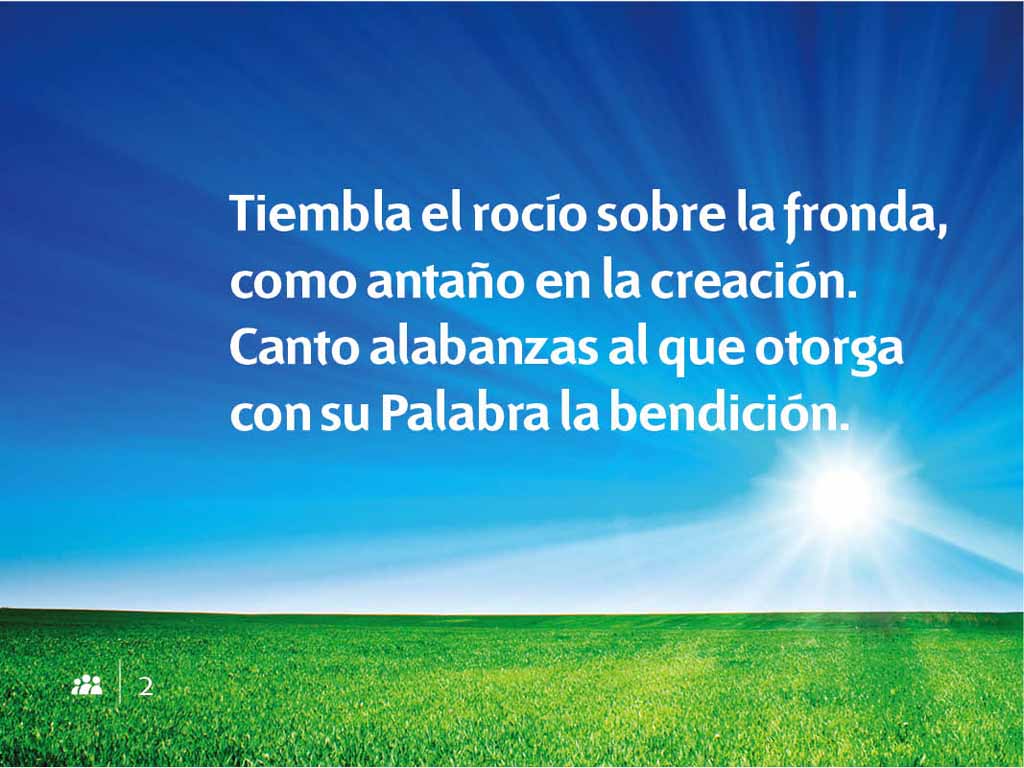 Tiembla el rocío sobre la fronda,
como antaño en la creación.
Canto alabanzas al que otorga
con su Palabra la bendición.
2